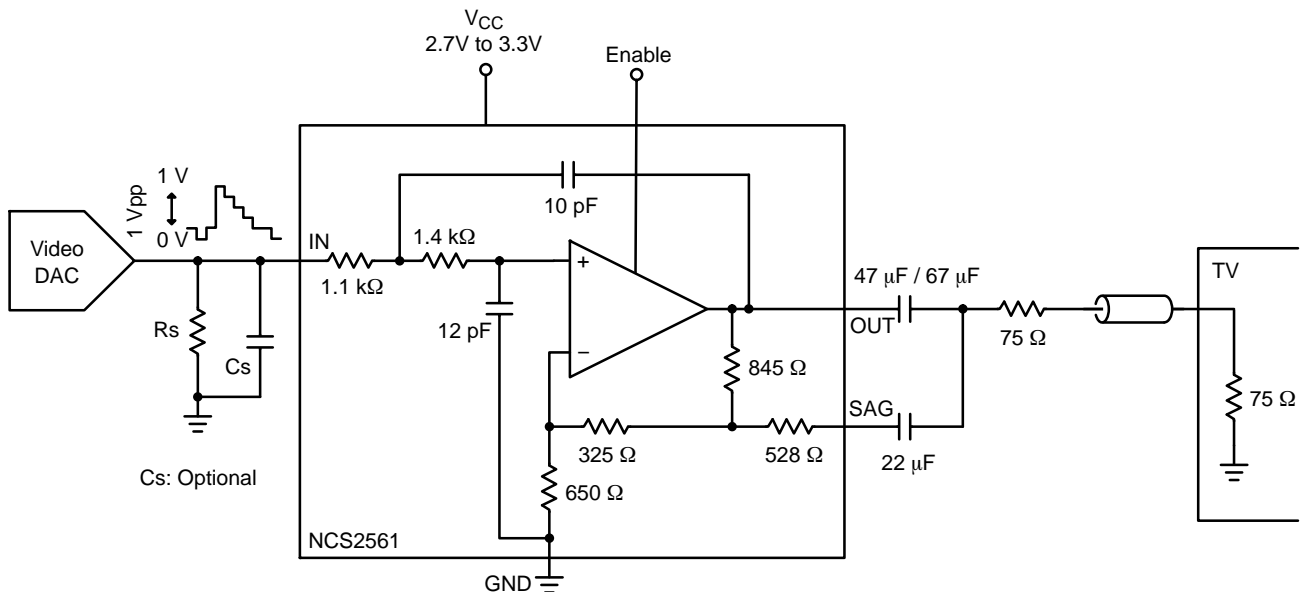 V_CC
2.7V to 3.3V
Enable
1 Vpp
1 V
0 V
10 pF
Video
DAC
IN
1.4 kΩ
1.1 kΩ
+
−
12 pF
Rs
Cs
47 μF / 67 μF
OUT
75 Ω
TV
845 Ω
SAG
75 Ω
325 Ω
528 Ω
22 μF
Cs: Optional
650 Ω
NCS2561
GND